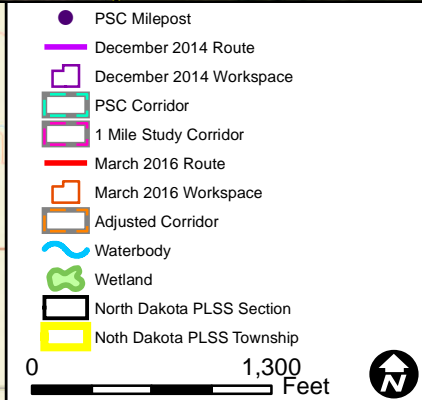 PSC Milepost
December 2014 Route
December 2014 Workspace
PSC Corridor
1 Mile Study Corridor
March 2016 Route
March 2016 Workspace
Adjusted Corridor
Waterbody
Wetland
North Dakota PLSS Section
Noth Dakota PLSS Township
0 1,300
Feet
N